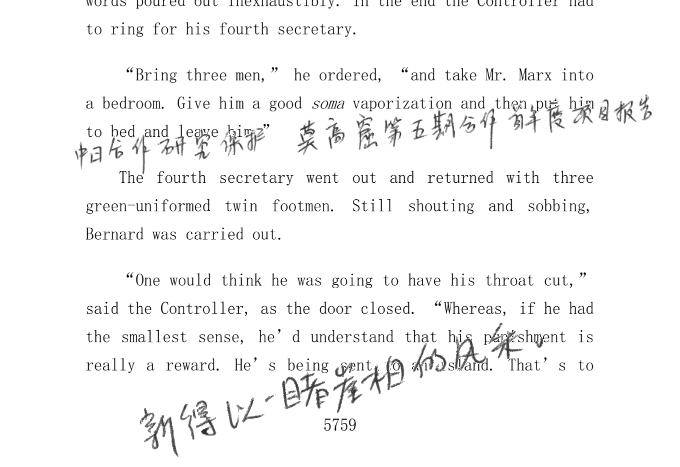 words poured out inexhaustibly. In the end the Controller had
to ring for his fourth secretary.
“Bring three men,” he ordered, “and take Mr. Marx into
a bedroom. Give him a good soma vaporization and then put him
to bed and leave him.”
中日合作研究保护 莫高窟第五期合作首年度项目报告
The fourth secretary went out and returned with three
green-uniformed twin footmen. Still shouting and sobbing,
Bernard was carried out.
“One would think he was going to have his throat cut,”
said the Controller, as the door closed. “Whereas, if he had
the smallest sense, he’d understand that his punishment is
really a reward. He’s being sent to an island. That’s to
新得以一睹崖柏的风采。
5759